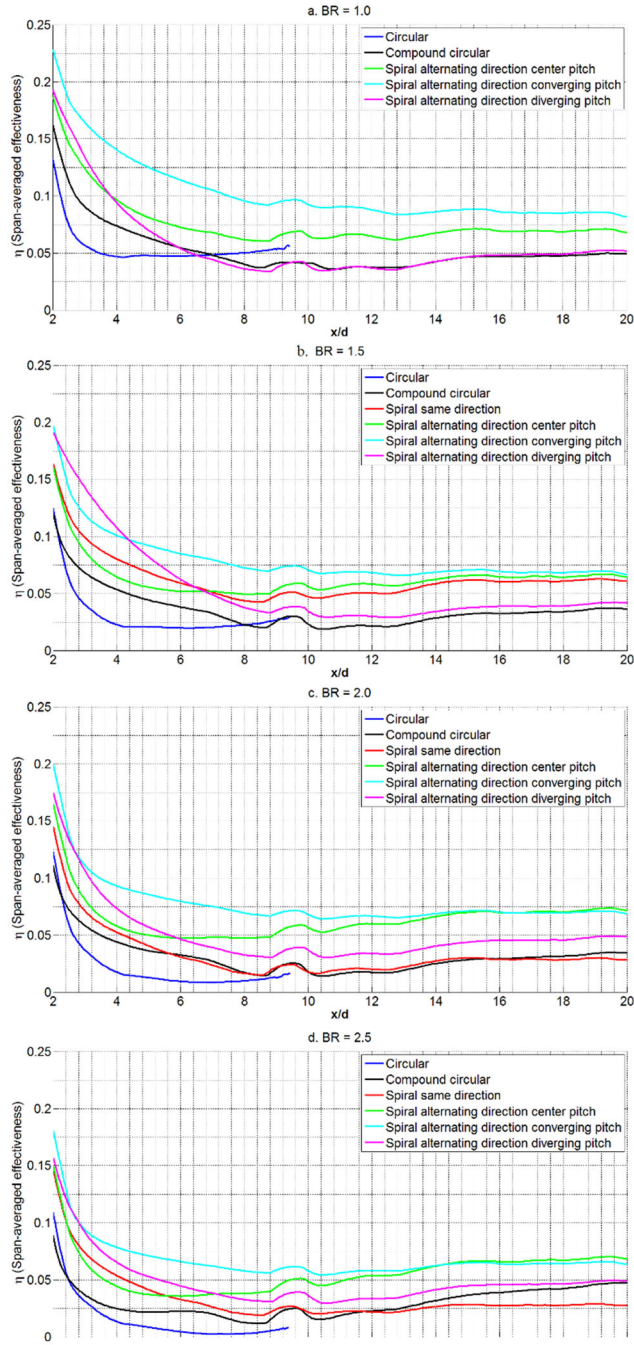 a. BR = 1.0
0.25
0.2
0.15
0.1
0.05
0
η (Span-averaged effectiveness)
Circular
Compound circular
Spiral alternating direction center pitch
Spiral alternating direction converging pitch
Spiral alternating direction diverging pitch
2 4 6 8 10 12 14 16 18 20
x/d
b. BR = 1.5
0.25
0.2
0.15
0.1
0.05
0
η (Span-averaged effectiveness)
Circular
Compound circular
Spiral same direction
Spiral alternating direction center pitch
Spiral alternating direction converging pitch
Spiral alternating direction diverging pitch
2 4 6 8 10 12 14 16 18 20
x/d
c. BR = 2.0
0.25
0.2
0.15
0.1
0.05
0
η (Span-averaged effectiveness)
Circular
Compound circular
Spiral same direction
Spiral alternating direction center pitch
Spiral alternating direction converging pitch
Spiral alternating direction diverging pitch
2 4 6 8 10 12 14 16 18 20
x/d
d. BR = 2.5
0.25
0.2
0.15
0.1
0.05
0
η (Span-averaged effectiveness)
Circular
Compound circular
Spiral same direction
Spiral alternating direction center pitch
Spiral alternating direction converging pitch
Spiral alternating direction diverging pitch